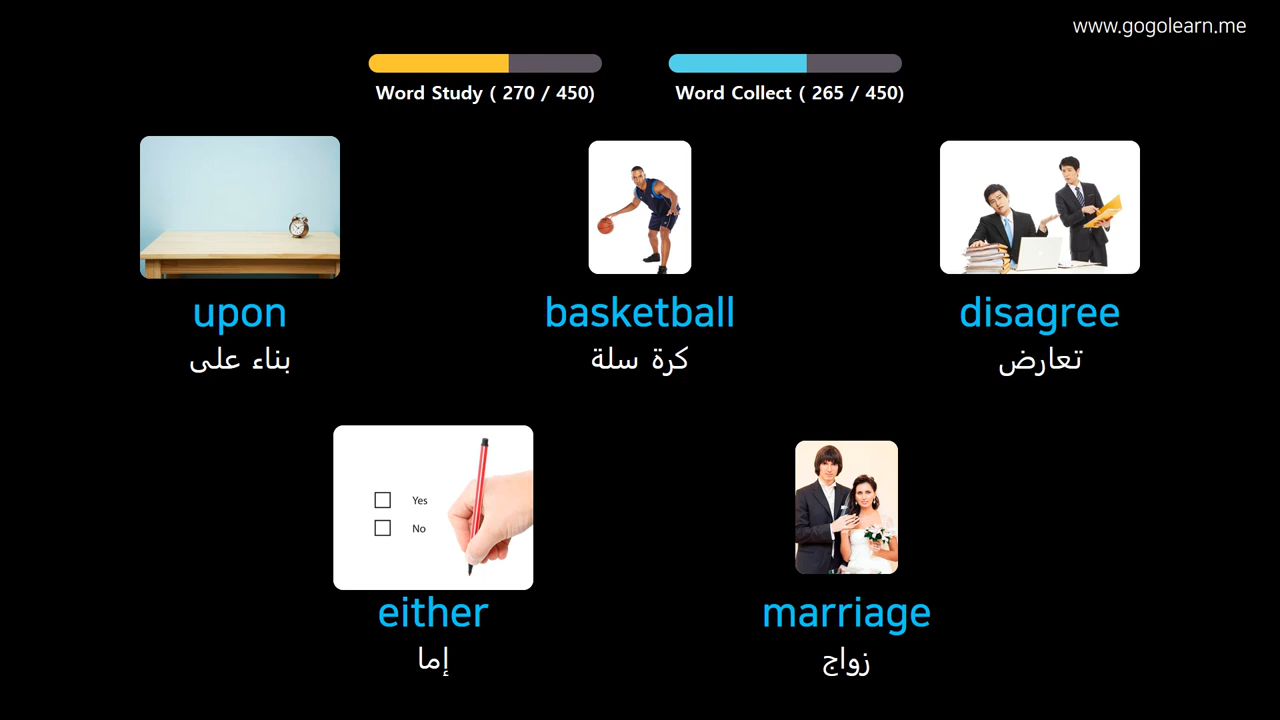 www.gogolearn.me
Word Study ( 270 / 450)
Word Collect ( 265 / 450)
upon
بناء على
basketball
كرة سلة
disagree
تعارض
Yes
No
either
إما
marriage
زواج